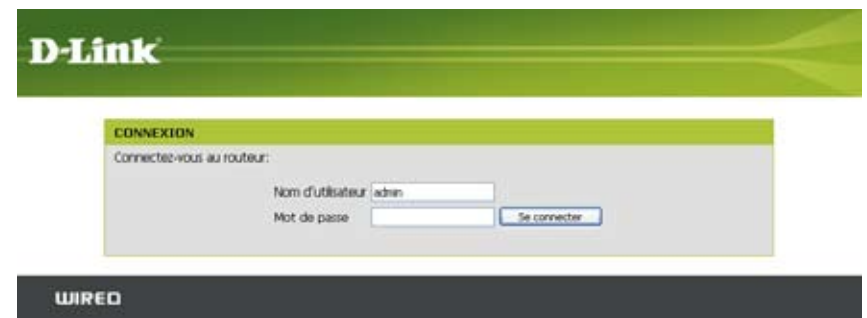 D-Link
CONNEXION
Connectez-vous au routeur:
Nom d'utilisateur admin
Mot de passe Se connecter
WIRED